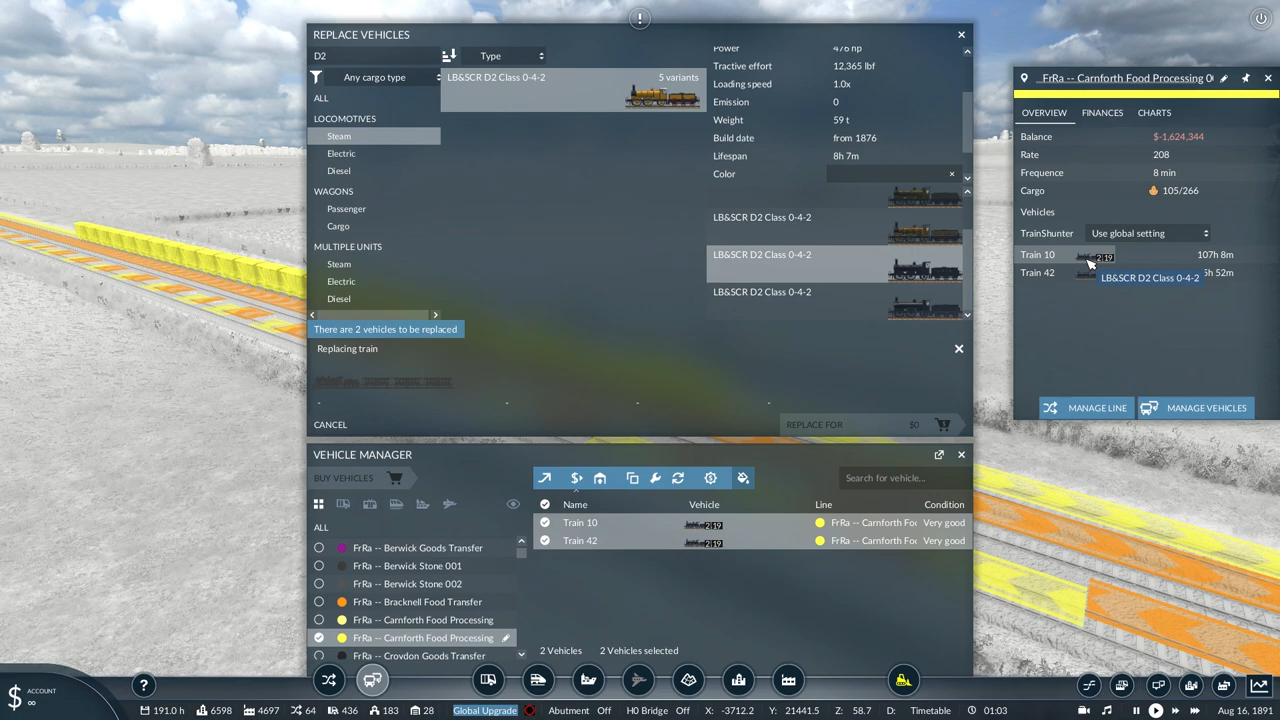 REPLACE VEHICLES
D2
Type
Any cargo type
ALL
LOCOMOTIVES
Steam
Electric
Diesel
WAGONS
Passenger
Cargo
MULTIPLE UNITS
Steam
Electric
Diesel
LB&SCR D2 Class 0-4-2 5 variants
Power 476 hp
Tractive effort 12,365 lbf
Loading speed 1.0x
Emission 0
Weight 59 t
Build date from 1876
Lifespan 8h 7m
Color
LB&SCR D2 Class 0-4-2
LB&SCR D2 Class 0-4-2
LB&SCR D2 Class 0-4-2
There are 2 vehicles to be replaced
Replacing train
- - - -
CANCEL
REPLACE FOR $0
VEHICLE MANAGER
BUY VEHICLES
Search for vehicle...
ALL
FrRa -- Berwick Goods Transfer
FrRa -- Berwick Stone 001
FrRa -- Berwick Stone 002
FrRa -- Bracknell Food Transfer
FrRa -- Carnforth Food Processing
FrRa -- Carnforth Food Processing
FrRa -- Croydon Goods Transfer
Name Vehicle Line Condition
Train 10 2|19 FrRa -- Carnforth Foo Very good
Train 42 2|19 FrRa -- Carnforth Foo Very good
2 Vehicles 2 Vehicles selected
FrRa -- Carnforth Food Processing 0
OVERVIEW FINANCES CHARTS
Balance $-1,624,344
Rate 208
Frequence 8 min
Cargo 105/266
Vehicles
TrainShunter Use global setting
Train 10 2|19 107h 8m
Train 42 5h 52m
LB&SCR D2 Class 0-4-2
MANAGE LINE
MANAGE VEHICLES
$ ACCOUNT
∞
?
191.0 h 6598 4697 64 436 183 28 Global Upgrade Abutment Off H0 Bridge Off X: -3712.2 Y: 21441.5 Z: 58.7 D: Timetable 01:03 Aug 16, 1891